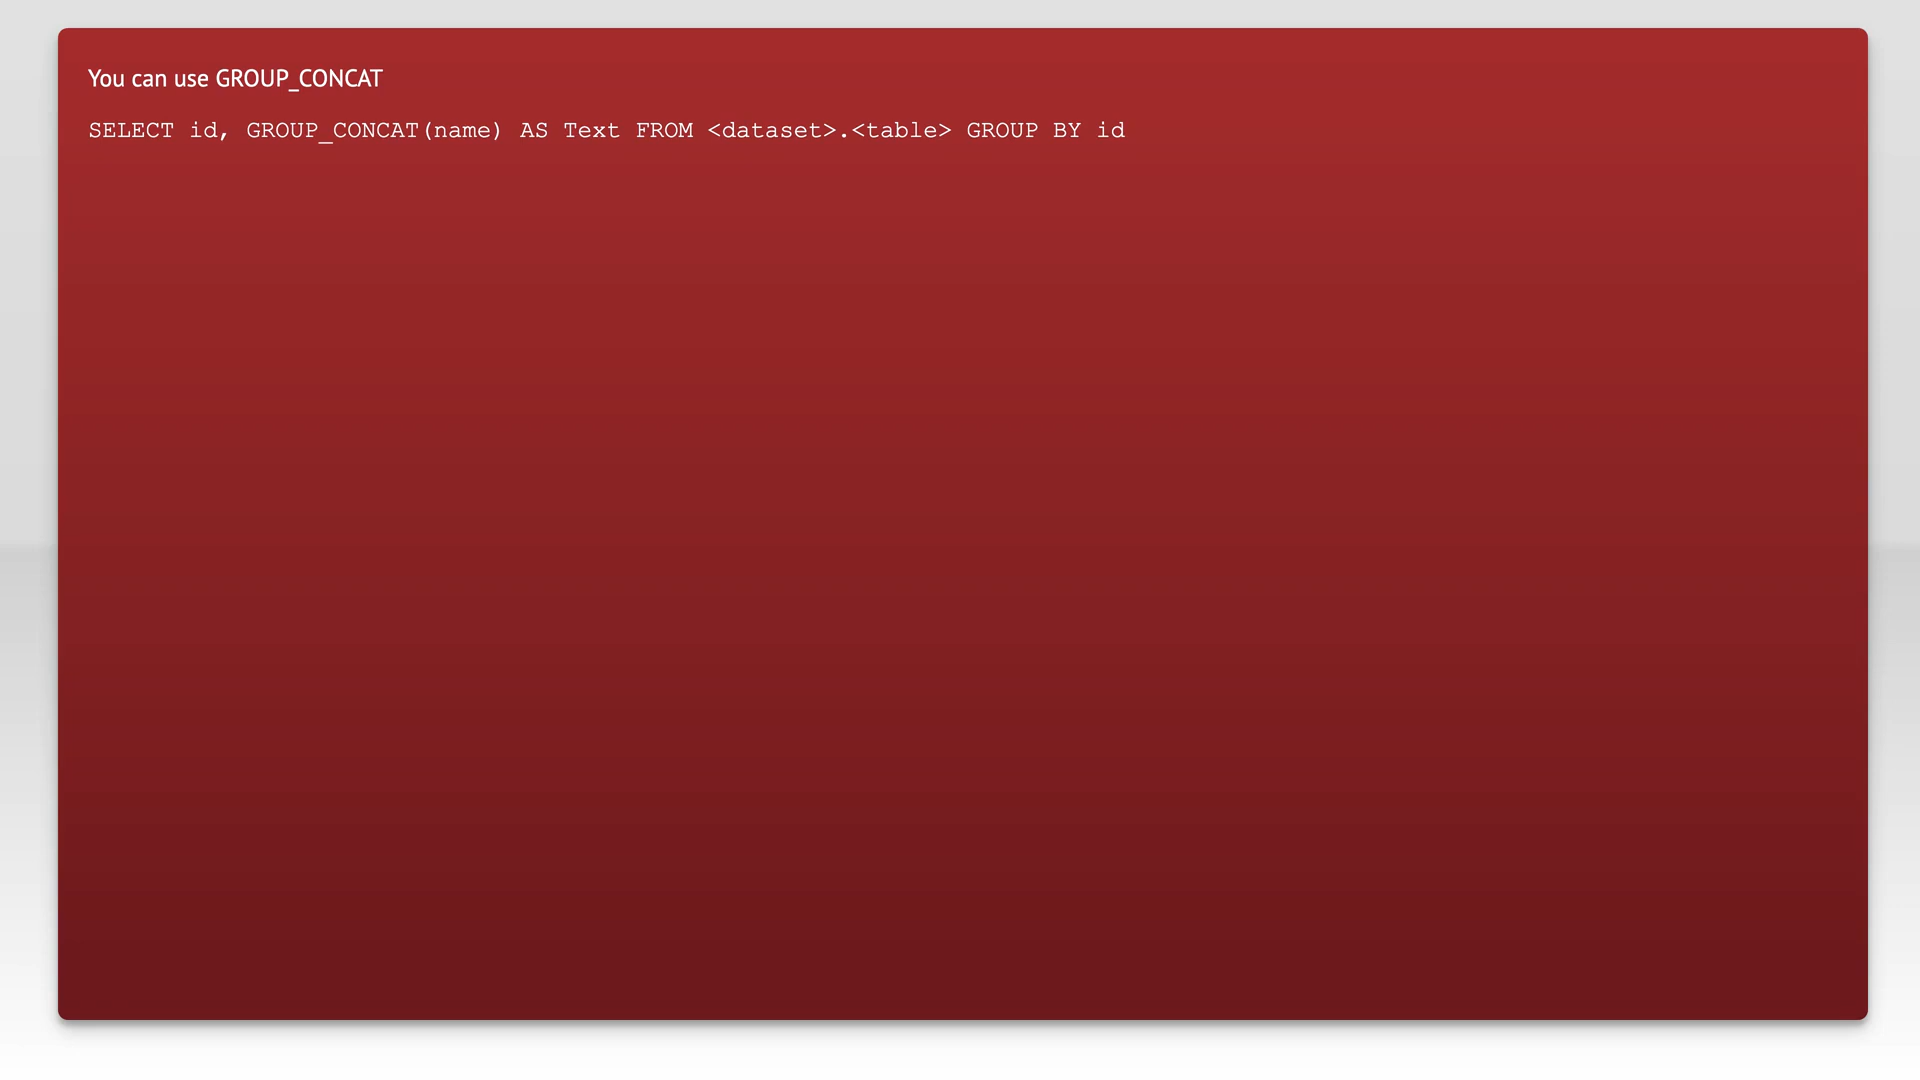 You can use GROUP_CONCAT
SELECT id, GROUP_CONCAT(name) AS Text FROM <dataset>.<table> GROUP BY id